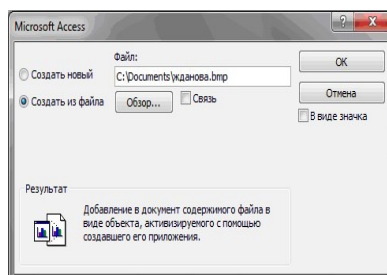 Microsoft Access
Файл:
Создать новый
C:\Documents\жданова.bmp
OK
Создать из файла
Обзор...
Связь
Отмена
В виде значка
Результат
Добавление в документ содержимого файла в
виде объекта, активизируемого с помощью
создавшего его приложения.